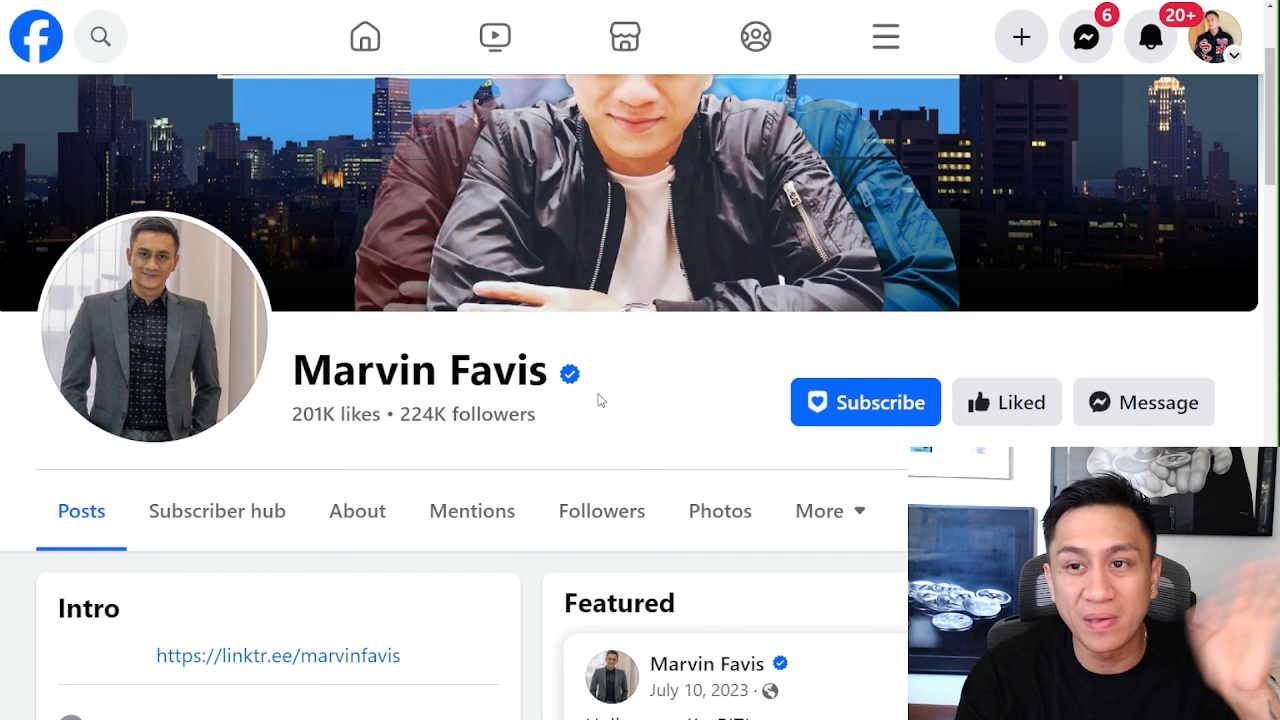 6
20+
Marvin Favis
201K likes • 224K followers
Subscribe
Liked
Message
Posts
Subscriber hub
About
Mentions
Followers
Photos
More
Intro
https://linktr.ee/marvinfavis
Featured
Marvin Favis
July 10, 2023 ·